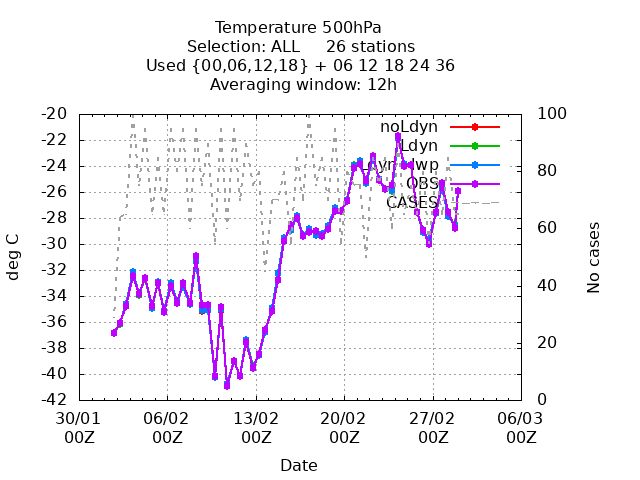 Temperature 500hPa
Selection: ALL 26 stations
Used {00,06,12,18} + 06 12 18 24 36
Averaging window: 12h
-20
-22
-24
-26
-28
-30
-32
-34
-36
-38
-40
-42
deg C
100
80
60
40
20
0
No cases
noLdyn
Ldyn
OBS
CASES
30/01 06/02 13/02 20/02 27/02 06/03
00Z 00Z 00Z 00Z 00Z 00Z
Date